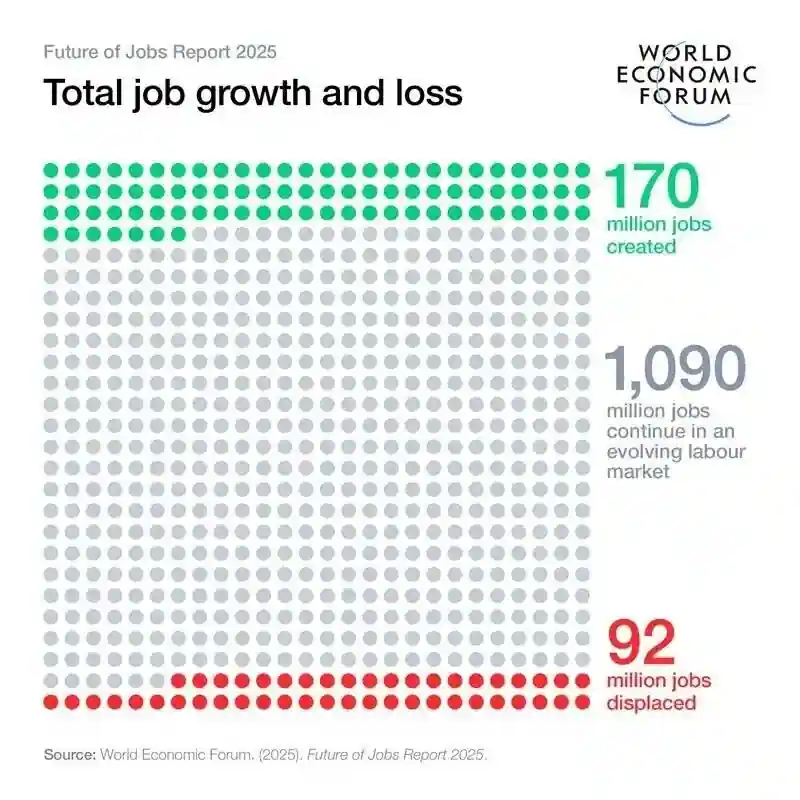 Future of Jobs Report 2025
Total job growth and loss
WORLD
ECONOMIC
FORUM
170
million jobs
created
1,090
million jobs
continue in an
evolving labour
market
92
million jobs
displaced
Source: World Economic Forum. (2025). Future of Jobs Report 2025.